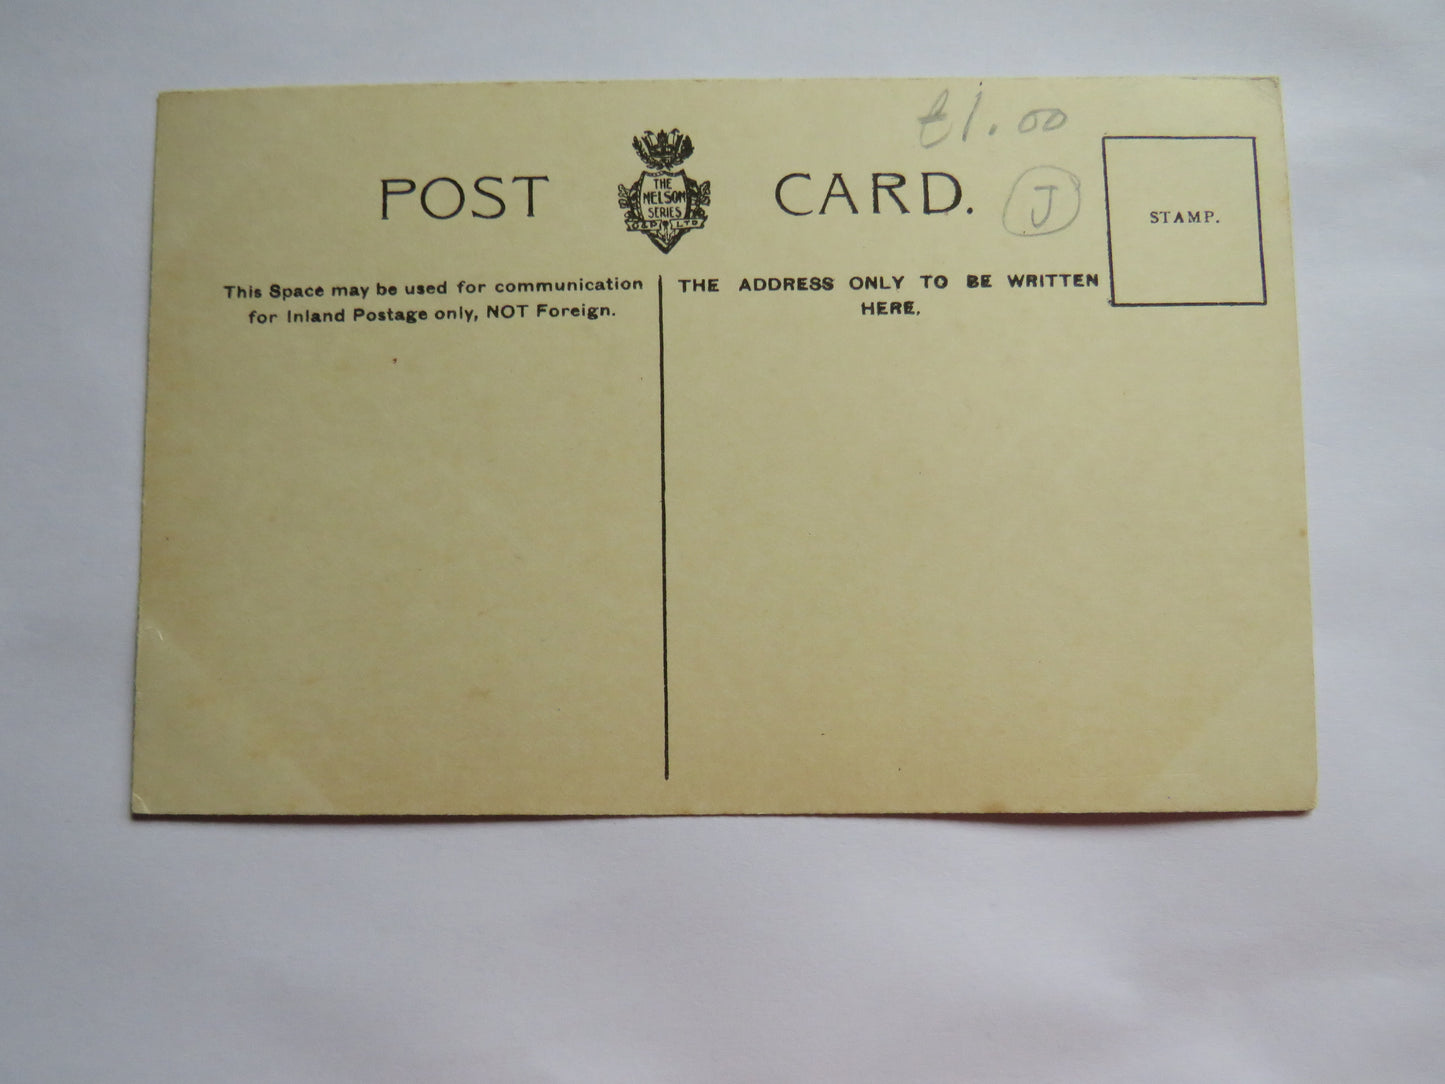 £1.00
POST CARD.
THE
NELSON
SERIES
G&P LTD
J
STAMP.
This Space may be used for communication
for Inland Postage only, NOT Foreign.
THE ADDRESS ONLY TO BE WRITTEN
HERE.